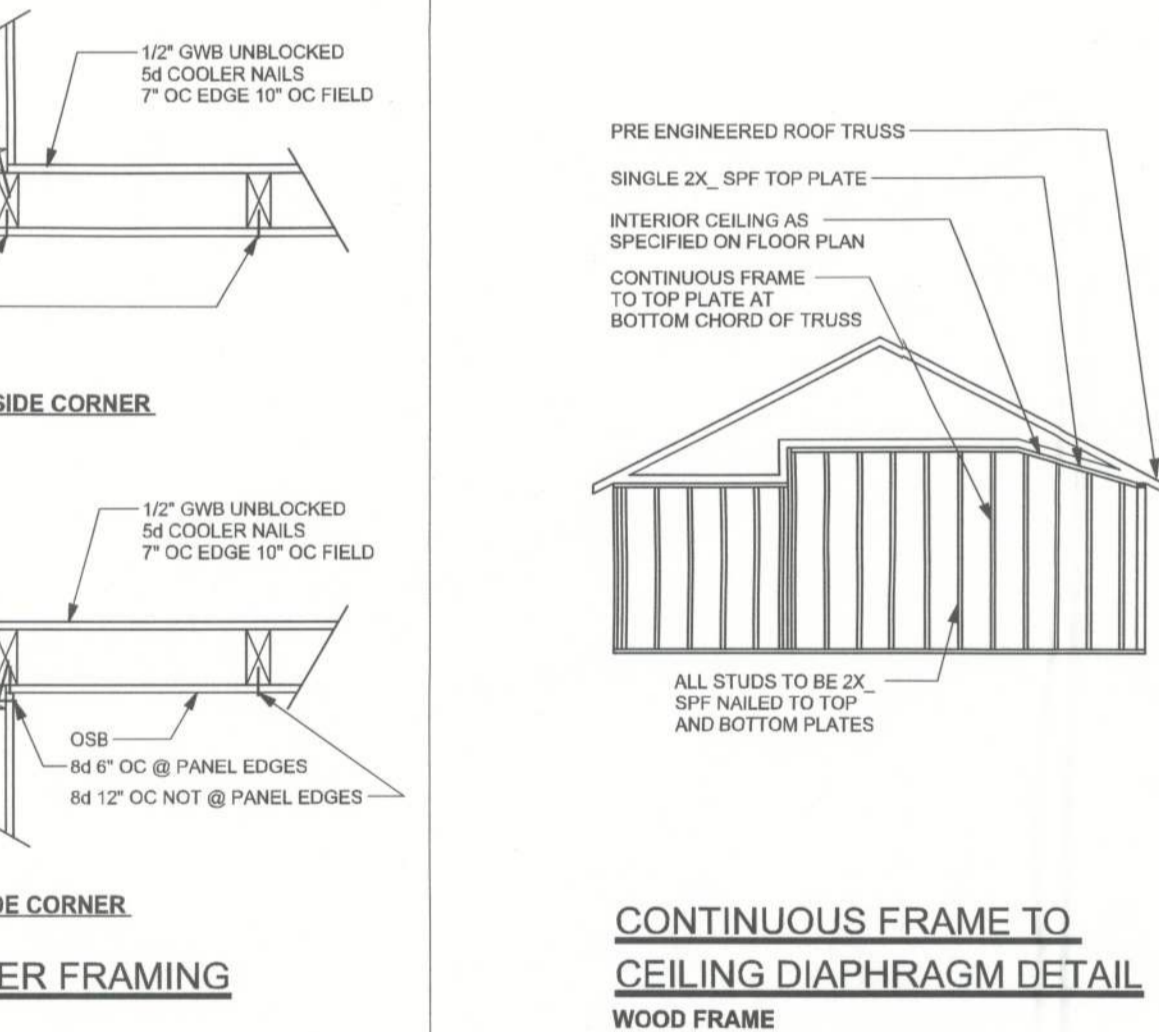 1/2" GWB UNBLOCKED
5d COOLER NAILS
7" OC EDGE 10" OC FIELD
SIDE CORNER
1/2" GWB UNBLOCKED
5d COOLER NAILS
7" OC EDGE 10" OC FIELD
OSB
8d 6" OC @ PANEL EDGES
8d 12" OC NOT @ PANEL EDGES
DE CORNER
ER FRAMING
PRE ENGINEERED ROOF TRUSS
SINGLE 2X_ SPF TOP PLATE
INTERIOR CEILING AS
SPECIFIED ON FLOOR PLAN
CONTINUOUS FRAME
TO TOP PLATE AT
BOTTOM CHORD OF TRUSS
ALL STUDS TO BE 2X_
SPF NAILED TO TOP
AND BOTTOM PLATES
CONTINUOUS FRAME TO
CEILING DIAPHRAGM DETAIL
WOOD FRAME